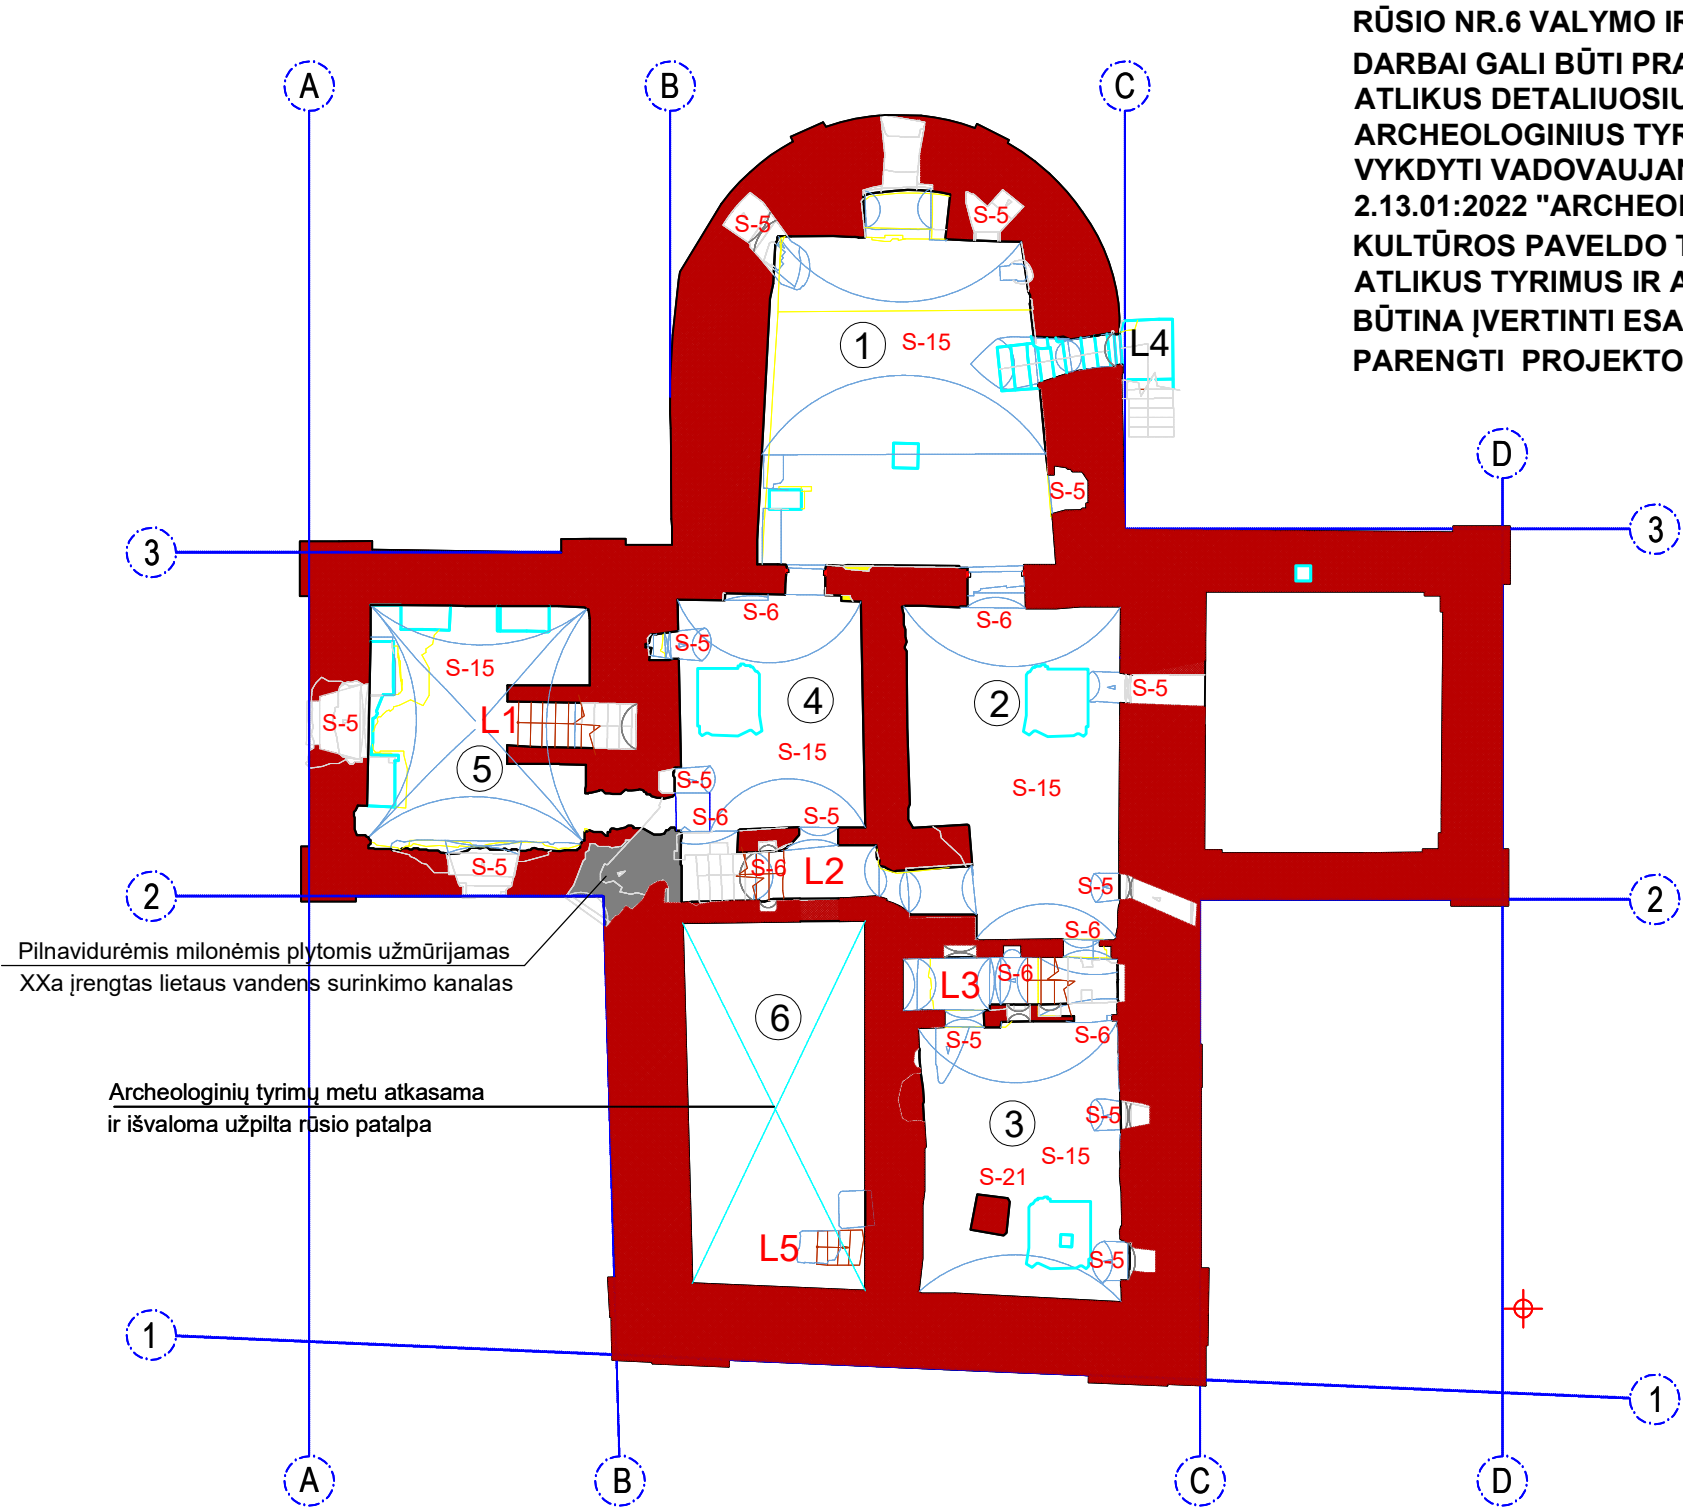 RŪSIO NR.6 VALYMO IR
DARBAI GALI BŪTI PRA
ATLIKUS DETALIUOSIU
ARCHEOLOGINIUS TYR
VYKDYTI VADOVAUJAN
2.13.01:2022 "ARCHEOL
KULTŪROS PAVELDO T
ATLIKUS TYRIMUS IR A
BŪTINA ĮVERTINTI ESA
PARENGTI PROJEKTO
A
B
C
S-5
S-5
1
S-15
L4
D
S-5
3
3
S-6
S-6
S-5
S-15
S-5
4
2
S-5
L1
S-15
5
S-5
S-15
S-6
S-5
S-5
S-6
L2
S-5
2
2
S-6
Pilnavidurėmis milonėmis plytomis užmūrijamas
XXa įrengtas lietaus vandens surinkimo kanalas
L3
S-6
6
S-5
S-6
Archeologinių tyrimų metu atkasama
ir išvaloma užpilta rūsio patalpa
3
S-5
S-15
S-21
L5
S-5
1
1
A
B
C
D